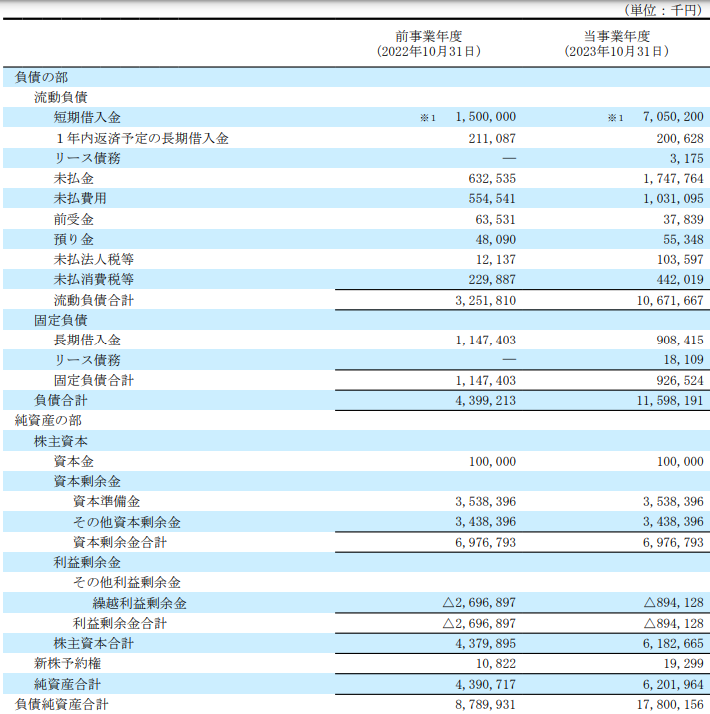 （単位：千円）
前事業年度 当事業年度
（2022年10月31日） （2023年10月31日）
負債の部
流動負債
短期借入金 ※1 1,500,000 ※1 7,050,200
１年内返済予定の長期借入金 211,087 200,628
リース債務 ― 3,175
未払金 632,535 1,747,764
未払費用 554,541 1,031,095
前受金 63,531 37,839
預り金 48,090 55,348
未払法人税等 12,137 103,597
未払消費税等 229,887 442,019
流動負債合計 3,251,810 10,671,667
固定負債
長期借入金 1,147,403 908,415
リース債務 ― 18,109
固定負債合計 1,147,403 926,524
負債合計 4,399,213 11,598,191
純資産の部
株主資本
資本金 100,000 100,000
資本剰余金
資本準備金 3,538,396 3,538,396
その他資本剰余金 3,438,396 3,438,396
資本剰余金合計 6,976,793 6,976,793
利益剰余金
その他利益剰余金
繰越利益剰余金 △2,696,897 △894,128
利益剰余金合計 △2,696,897 △894,128
株主資本合計 4,379,895 6,182,665
新株予約権 10,822 19,299
純資産合計 4,390,717 6,201,964
負債純資産合計 8,789,931 17,800,156